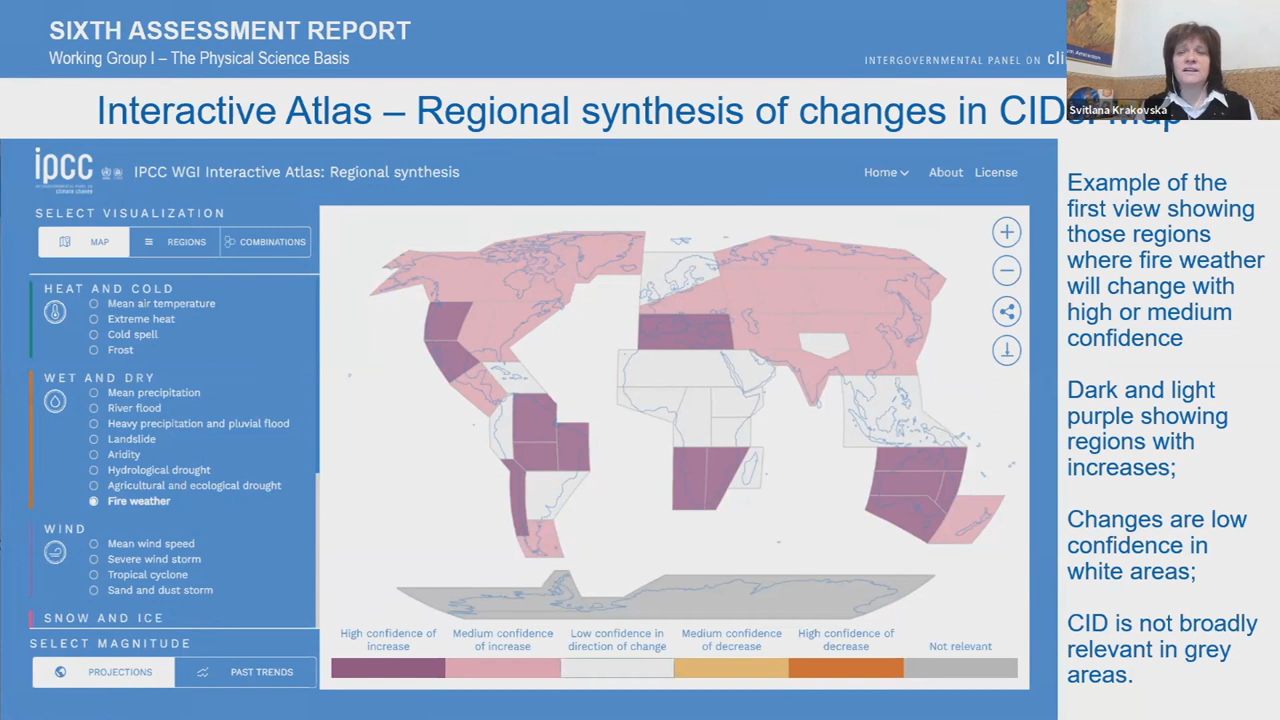 SIXTH ASSESSMENT REPORT
Working Group I – The Physical Science Basis
INTERGOVERNMENTAL PANEL ON
Svitlana Krakovska
Interactive Atlas – Regional synthesis of changes in CIDs: Map
ipcc
IPCC WGI Interactive Atlas: Regional synthesis
Home
About
License
SELECT VISUALIZATION
MAP
REGIONS
COMBINATIONS
HEAT AND COLD
Mean air temperature
Extreme heat
Cold spell
Frost
WET AND DRY
Mean precipitation
River flood
Heavy precipitation and pluvial flood
Landslide
Aridity
Hydrological drought
Agricultural and ecological drought
Fire weather
WIND
Mean wind speed
Severe wind storm
Tropical cyclone
Sand and dust storm
SNOW AND ICE
SELECT MAGNITUDE
PROJECTIONS
PAST TRENDS
High confidence of
increase
Medium confidence
of increase
Low confidence in
direction of change
Medium confidence
of decrease
High confidence of
decrease
Not relevant
Example of the
first view showing
those regions
where fire weather
will change with
high or medium
confidence
Dark and light
purple showing
regions with
increases;
Changes are low
confidence in
white areas;
CID is not broadly
relevant in grey
areas.